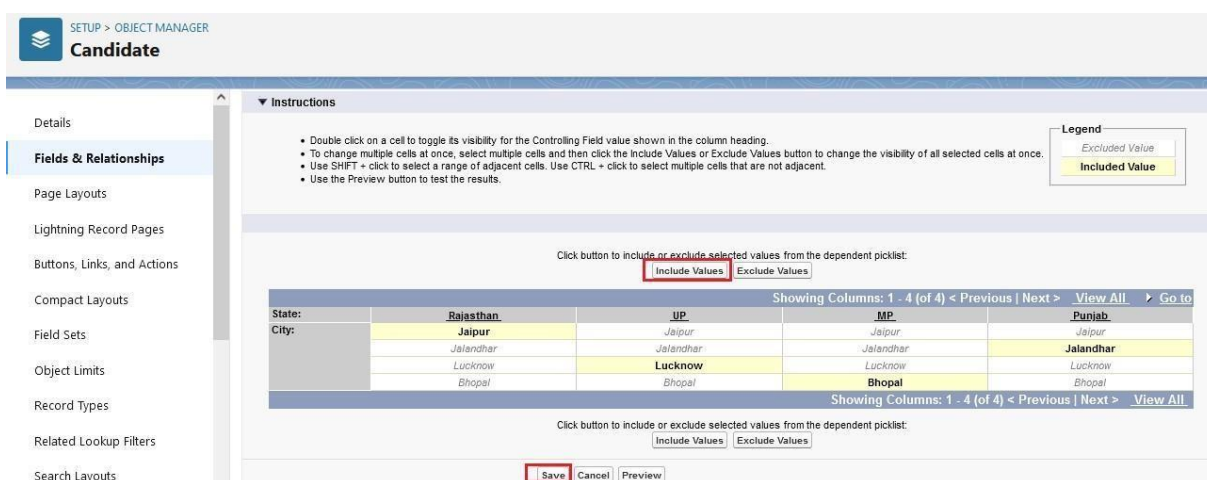 SETUP > OBJECT MANAGER
Candidate
Details
Fields & Relationships
Page Layouts
Lightning Record Pages
Buttons, Links, and Actions
Compact Layouts
Field Sets
Object Limits
Record Types
Related Lookup Filters
Search Layouts
▼ Instructions
• Double click on a cell to toggle its visibility for the Controlling Field value shown in the column heading.
• To change multiple cells at once, select multiple cells and then click the Include Values or Exclude Values button to change the visibility of all selected cells at once.
• Use SHIFT + click to select a range of adjacent cells. Use CTRL + click to select multiple cells that are not adjacent.
• Use the Preview button to test the results.
Legend
Excluded Value
Included Value
Click button to include or exclude selected values from the dependent picklist:
Include Values Exclude Values
Showing Columns: 1 - 4 (of 4) < Previous | Next > View All ▶ Go to
State: Rajasthan UP MP Punjab
City: Jaipur Jaipur Jaipur Jaipur
Jalandhar Jalandhar Jalandhar Jalandhar
Lucknow Lucknow Lucknow Lucknow
Bhopal Bhopal Bhopal Bhopal
Showing Columns: 1 - 4 (of 4) < Previous | Next > View All
Click button to include or exclude selected values from the dependent picklist:
Include Values Exclude Values
Save Cancel Preview